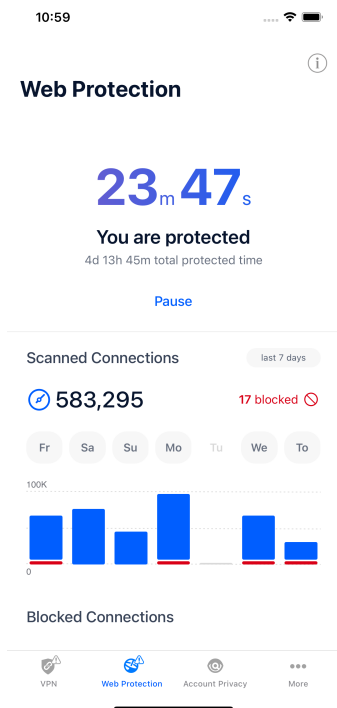 10:59
Web Protection
23m 47s
You are protected
4d 13h 45m total protected time
Pause
Scanned Connections last 7 days
583,295 17 blocked
Fr Sa Su Mo Tu We To
100K
0
Blocked Connections
VPN Web Protection Account Privacy More